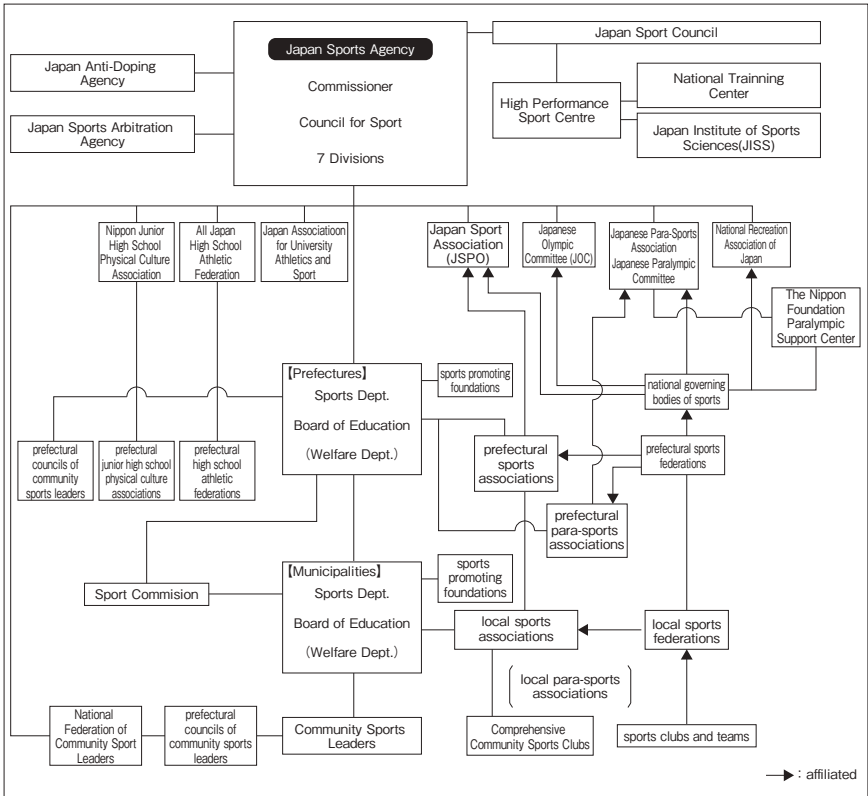 Japan Sports Agency
Commissioner
Council for Sport
7 Divisions
Japan Anti-Doping
Agency
Japan Sports Arbitration
Agency
Japan Sport Council
High Performance
Sport Centre
National Trainning
Center
Japan Institute of Sports
Sciences(JISS)
Nippon Junior
High School
Physical Culture
Association
All Japan
High School
Athletic
Federation
Japan Associatioon
for University
Athletics and
Sport
Japan Sport
Association
(JSPO)
Japanese
Olympic
Committee (JOC)
Japanese Para-Sports
Association
Japanese Paralympic
Committee
National Recreation
Association of
Japan
The Nippon
Foundation
Paralympic
Support Center
【Prefectures】
Sports Dept.
Board of Education
(Welfare Dept.)
sports promoting
foundations
national governing
bodies of sports
prefectural
councils of
community
sports leaders
prefectural
junior high school
physical culture
associations
prefectural
high school
athletic
federations
prefectural
sports
associations
prefectural sports
federations
prefectural
para-sports
associations
Sport Commision
【Municipalities】
Sports Dept.
Board of Education
(Welfare Dept.)
sports
promoting
foundations
local sports
associations
local sports
federations
(local para-sports
associations)
National
Federation of
Community Sport
Leaders
prefectural
councils of
community sports
leaders
Community Sports
Leaders
Comprehensive
Community Sports Clubs
sports clubs and teams
: affiliated